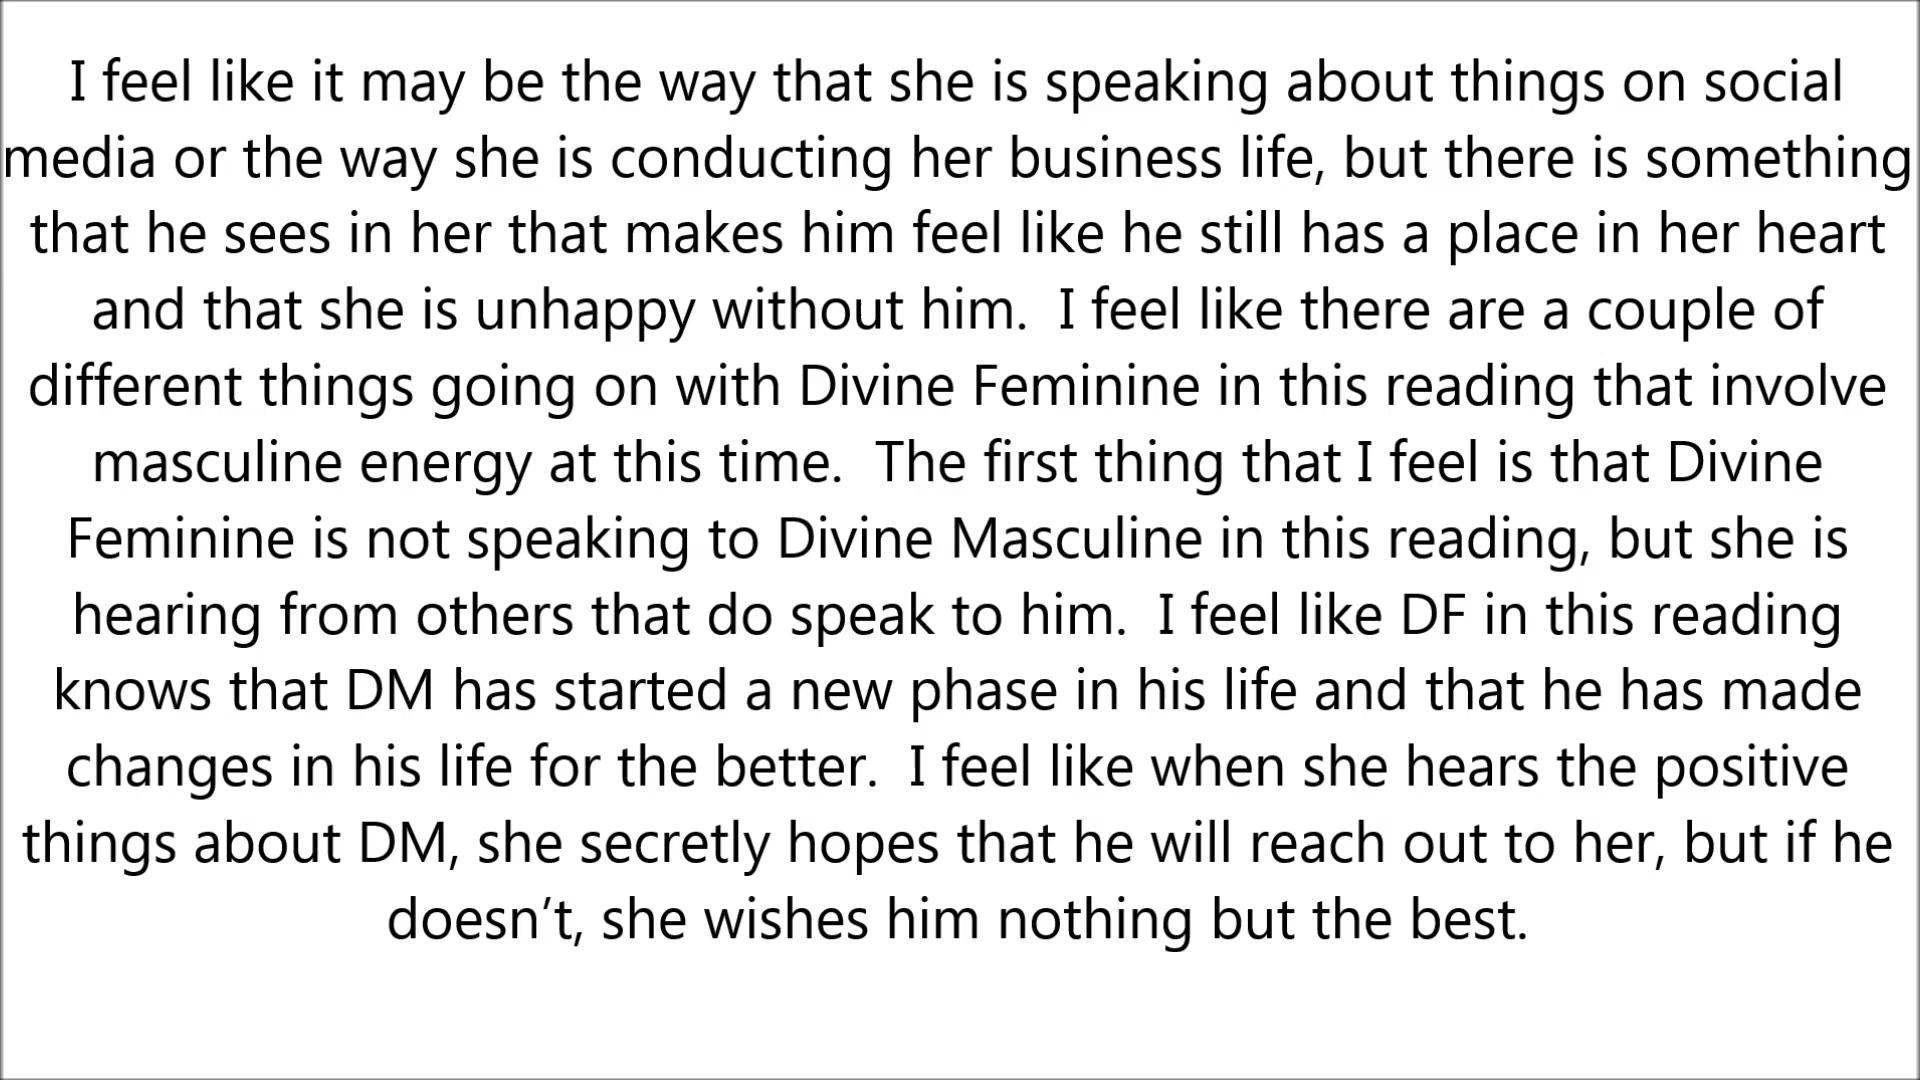 I feel like it may be the way that she is speaking about things on social
media or the way she is conducting her business life, but there is something
that he sees in her that makes him feel like he still has a place in her heart
and that she is unhappy without him.  I feel like there are a couple of
different things going on with Divine Feminine in this reading that involve
masculine energy at this time.  The first thing that I feel is that Divine
Feminine is not speaking to Divine Masculine in this reading, but she is
hearing from others that do speak to him.  I feel like DF in this reading
knows that DM has started a new phase in his life and that he has made
changes in his life for the better.  I feel like when she hears the positive
things about DM, she secretly hopes that he will reach out to her, but if he
doesn’t, she wishes him nothing but the best.